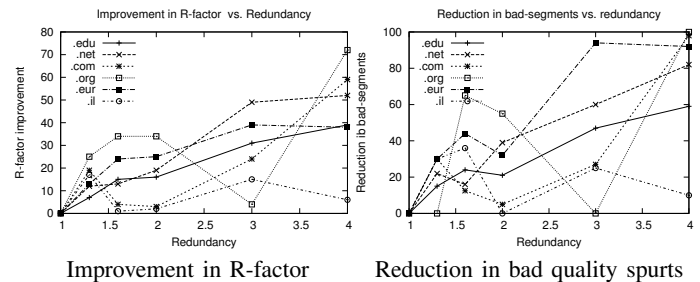 Improvement in R-factor vs. Redundancy
80
70
60
50
40
30
20
10
0
R-factor improvement
.edu
.net
.com
.org
.eur
.il
1 1.5 2 2.5 3 3.5 4
Redundancy
Improvement in R-factor
Reduction in bad-segments vs. redundancy
100
80
60
40
20
0
Reduction ib bad-segments
.edu
.net
.com
.org
.eur
.il
1 1.5 2 2.5 3 3.5 4
Redundancy
Reduction in bad quality spurts